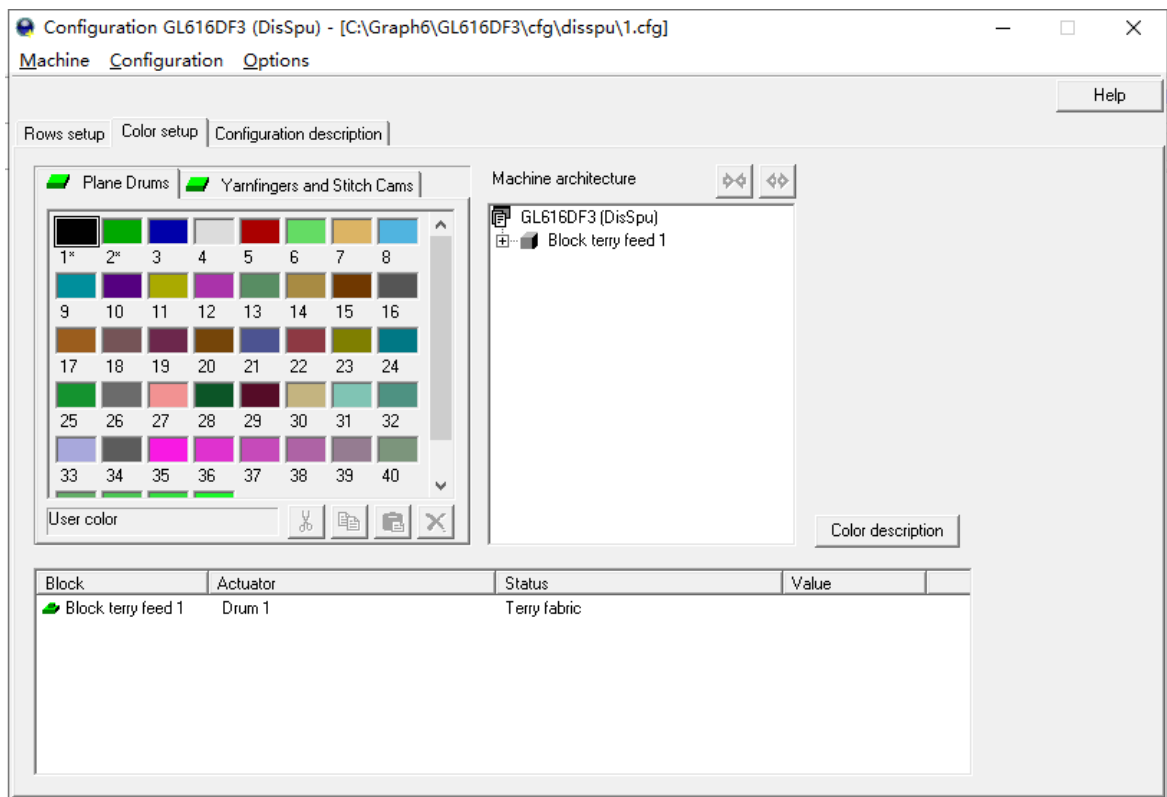 Configuration GL616DF3 (DisSpu) - [C:\Graph6\GL616DF3\cfg\disspu\1.cfg]
Machine Configuration Options
Help
Rows setup Color setup Configuration description
Plane Drums Yarnfingers and Stitch Cams
1* 2* 3 4 5 6 7 8
9 10 11 12 13 14 15 16
17 18 19 20 21 22 23 24
25 26 27 28 29 30 31 32
33 34 35 36 37 38 39 40
User color
Machine architecture
GL616DF3 (DisSpu)
Block terry feed 1
Color description
Block Actuator Status Value
Block terry feed 1 Drum 1 Terry fabric